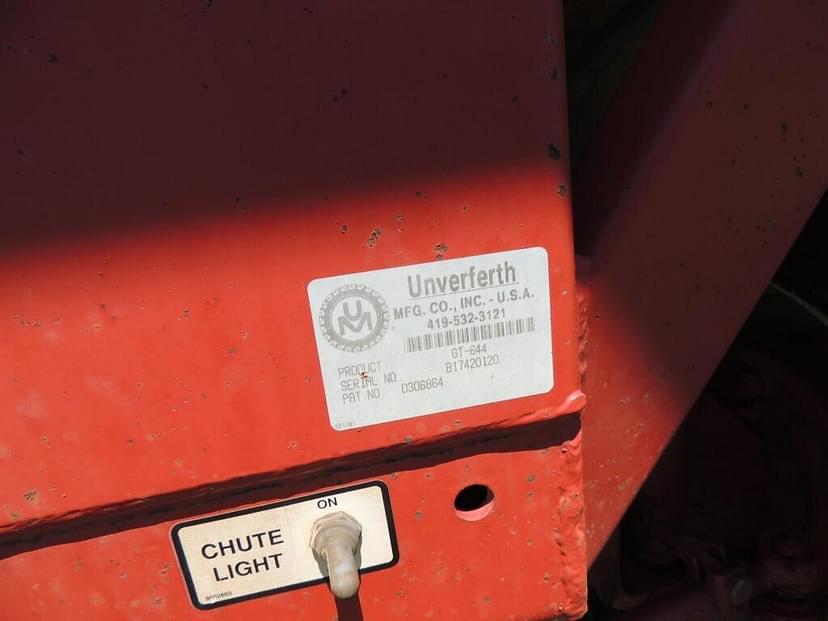 UM
Unverferth
MFG. CO., INC. - U.S.A.
419-532-3121
PRODUCT GT-644
SERIAL NO B17420120
PAT NO D306864
ON
CHUTE
LIGHT